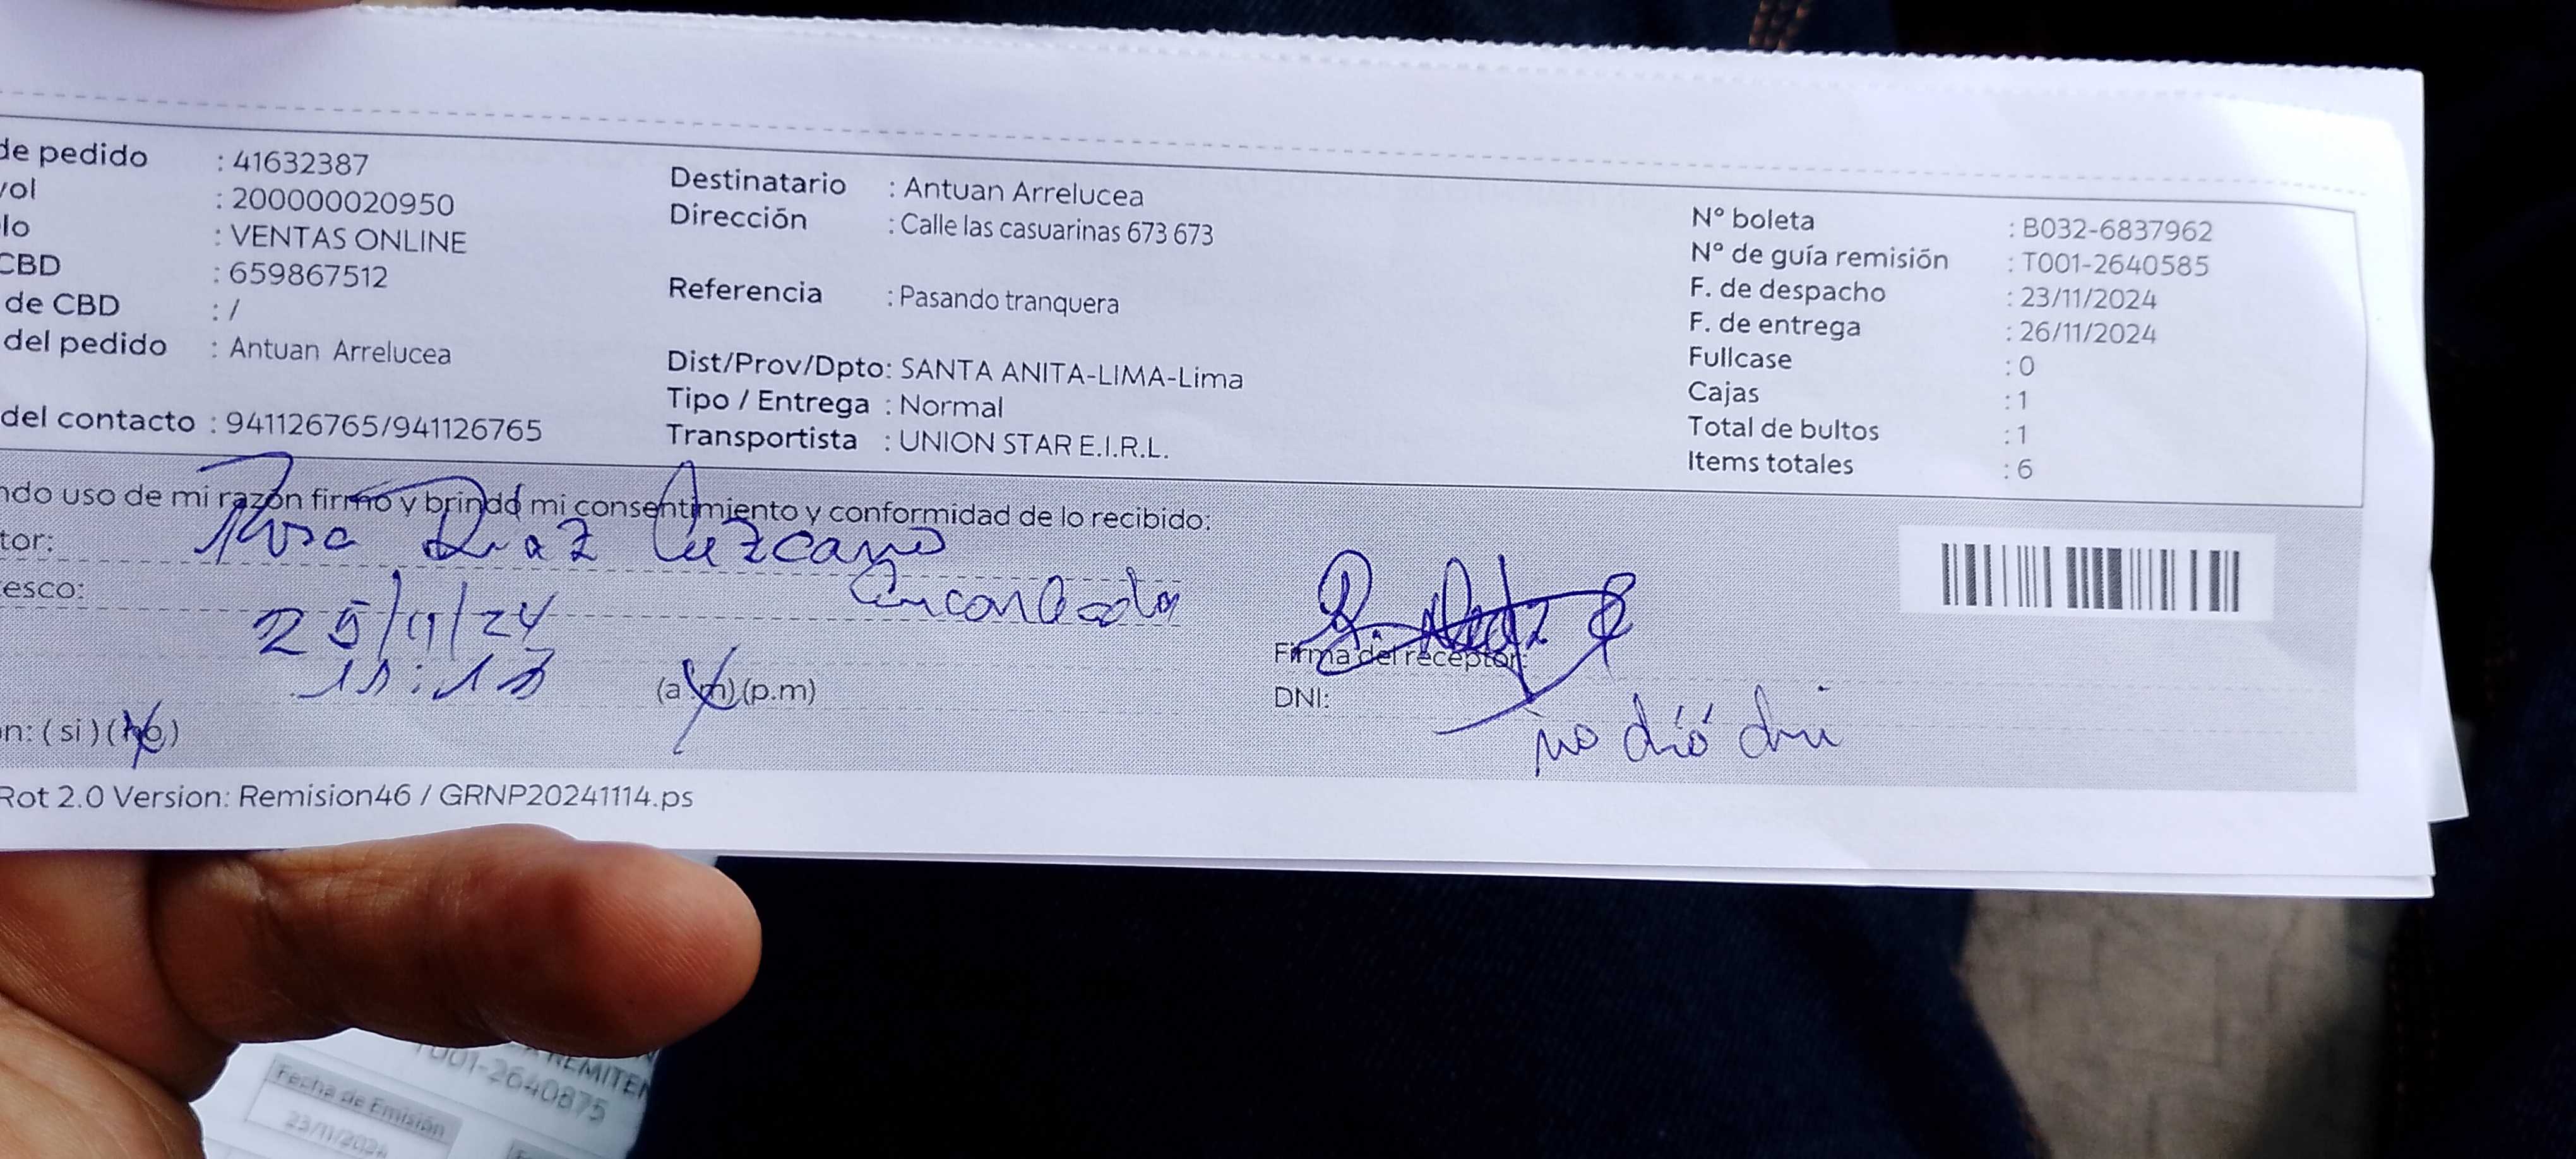 de pedido : 41632387
vol : 200000020950
lo : VENTAS ONLINE
CBD : 659867512
de CBD : /
del pedido : Antuan Arrelucea
del contacto : 941126765/941126765
Destinatario : Antuan Arrelucea
Dirección : Calle las casuarinas 673 673
Referencia : Pasando tranquera
Dist/Prov/Dpto: SANTA ANITA-LIMA-Lima
Tipo / Entrega : Normal
Transportista : UNION STAR E.I.R.L.
N° boleta : B032-6837962
N° de guía remisión : T001-2640585
F. de despacho : 23/11/2024
F. de entrega : 26/11/2024
Fullcase : 0
Cajas : 1
Total de bultos : 1
Items totales : 6
ndo uso de mi razón firmo y brindo mi consentimiento y conformidad de lo recibido:
tor: Rosa Diaz
esco:
25/11/24
(a.m) (p.m)
Firma del receptor:
DNI:
no dió dni
n: ( si ) (no)
Rot 2.0 Version: Remision46 / GRNP20241114.ps
T001-2640875
Fecha de Emisión
23/11/2024